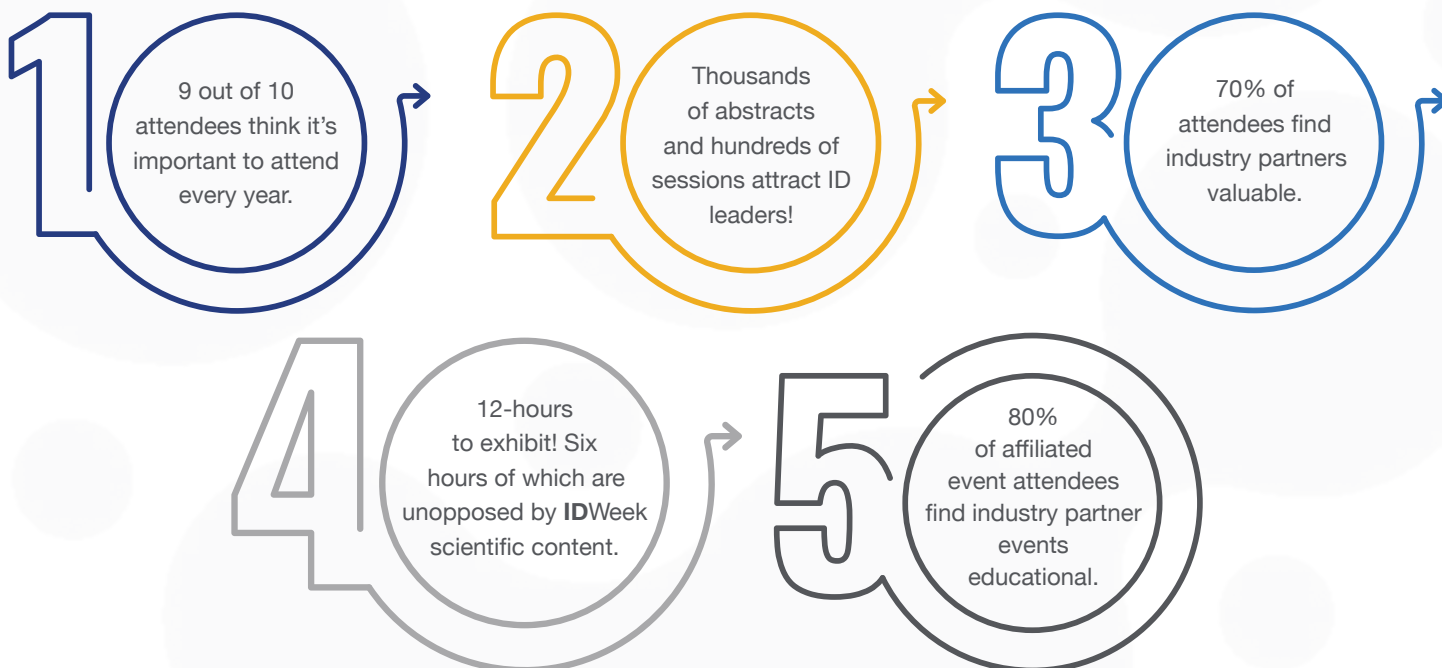 1
9 out of 10
attendees think it's
important to attend
every year.
2
Thousands
of abstracts
and hundreds of
sessions attract ID
leaders!
3
70% of
attendees find
industry partners
valuable.
4
12-hours
to exhibit! Six
hours of which are
unopposed by IDWeek
scientific content.
5
80%
of affiliated
event attendees
find industry partner
events
educational.